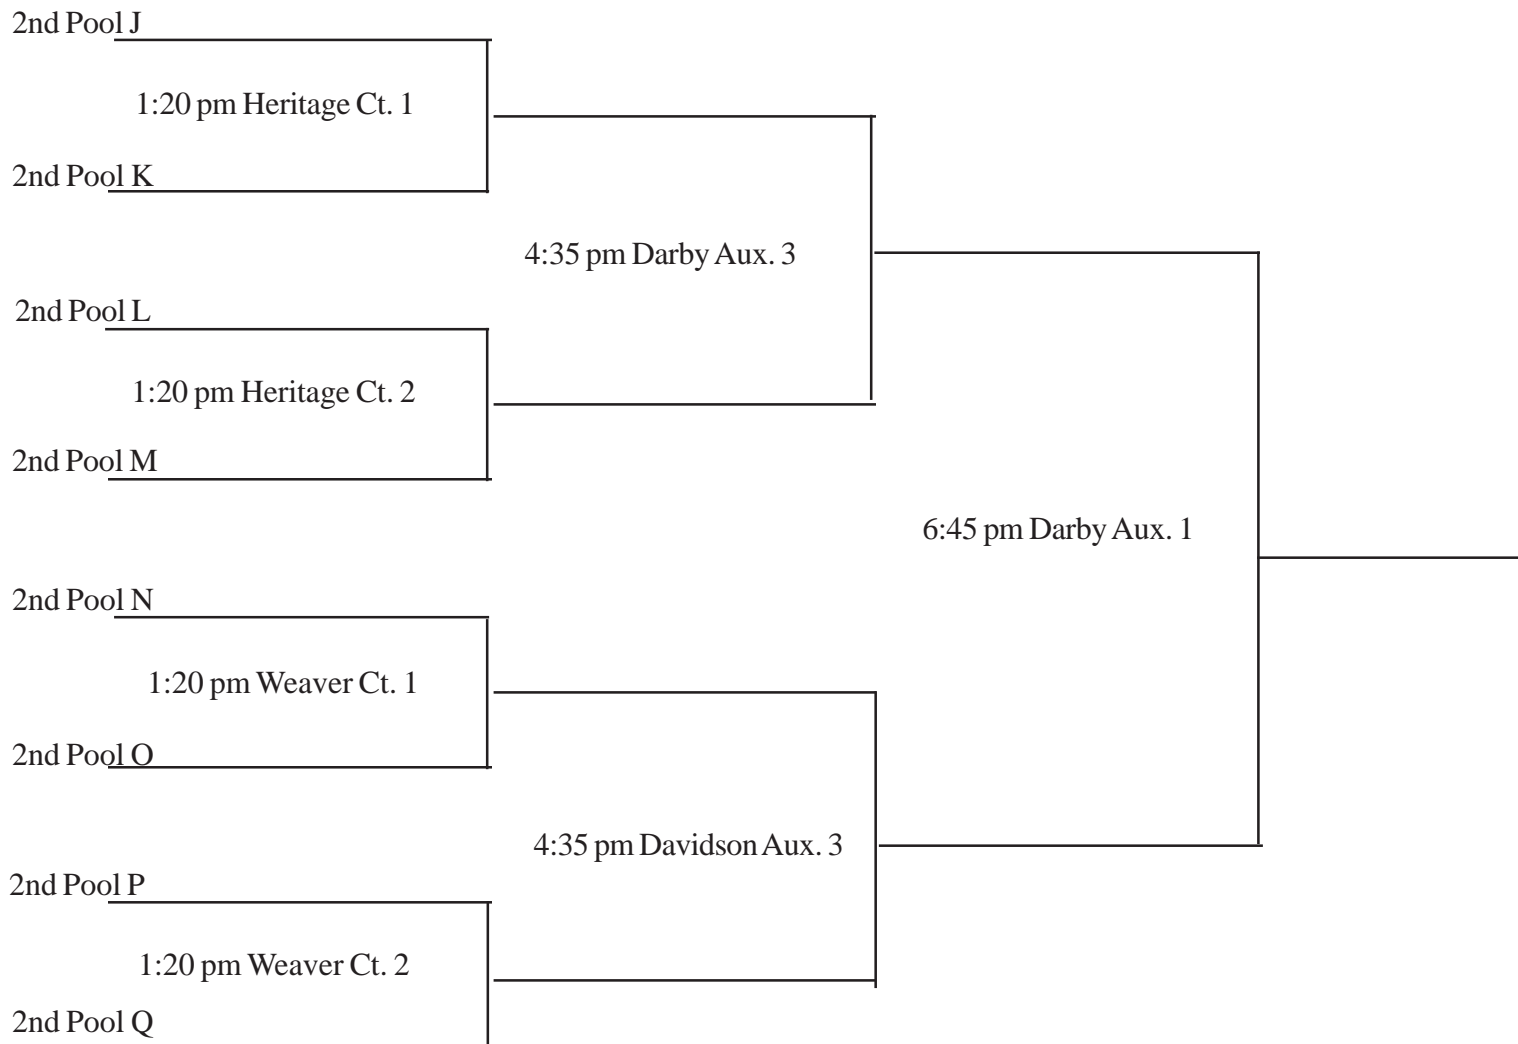 2nd Pool J
1:20 pm Heritage Ct. 1
2nd Pool K
4:35 pm Darby Aux. 3
2nd Pool L
1:20 pm Heritage Ct. 2
2nd Pool M
6:45 pm Darby Aux. 1
2nd Pool N
1:20 pm Weaver Ct. 1
2nd Pool O
4:35 pm Davidson Aux. 3
2nd Pool P
1:20 pm Weaver Ct. 2
2nd Pool Q